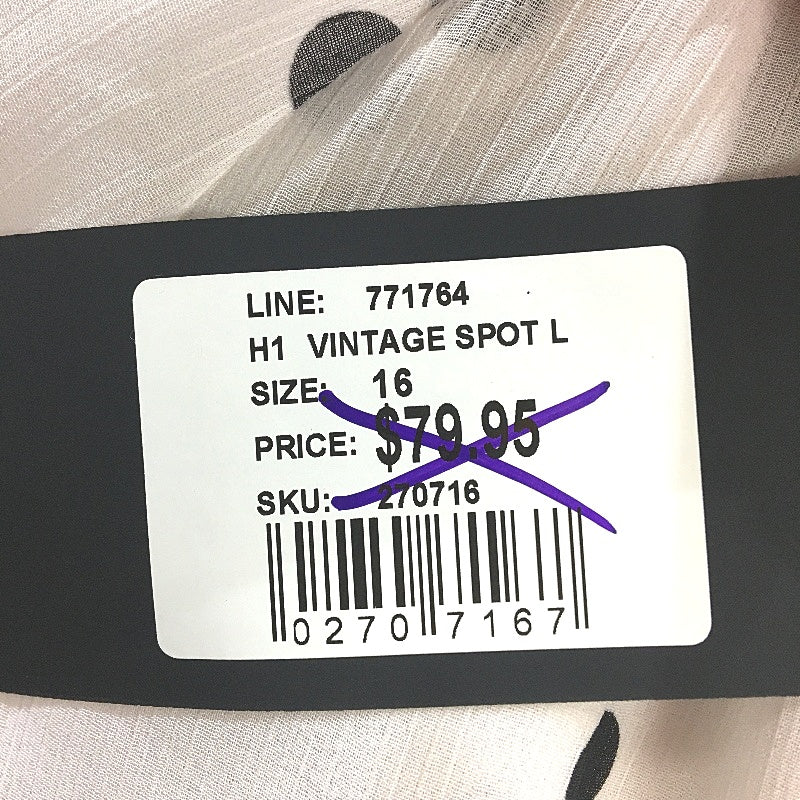 LINE: 771764
H1 VINTAGE SPOT L
SIZE: 16
PRICE: $79.95
SKU: 270716
0270 7167